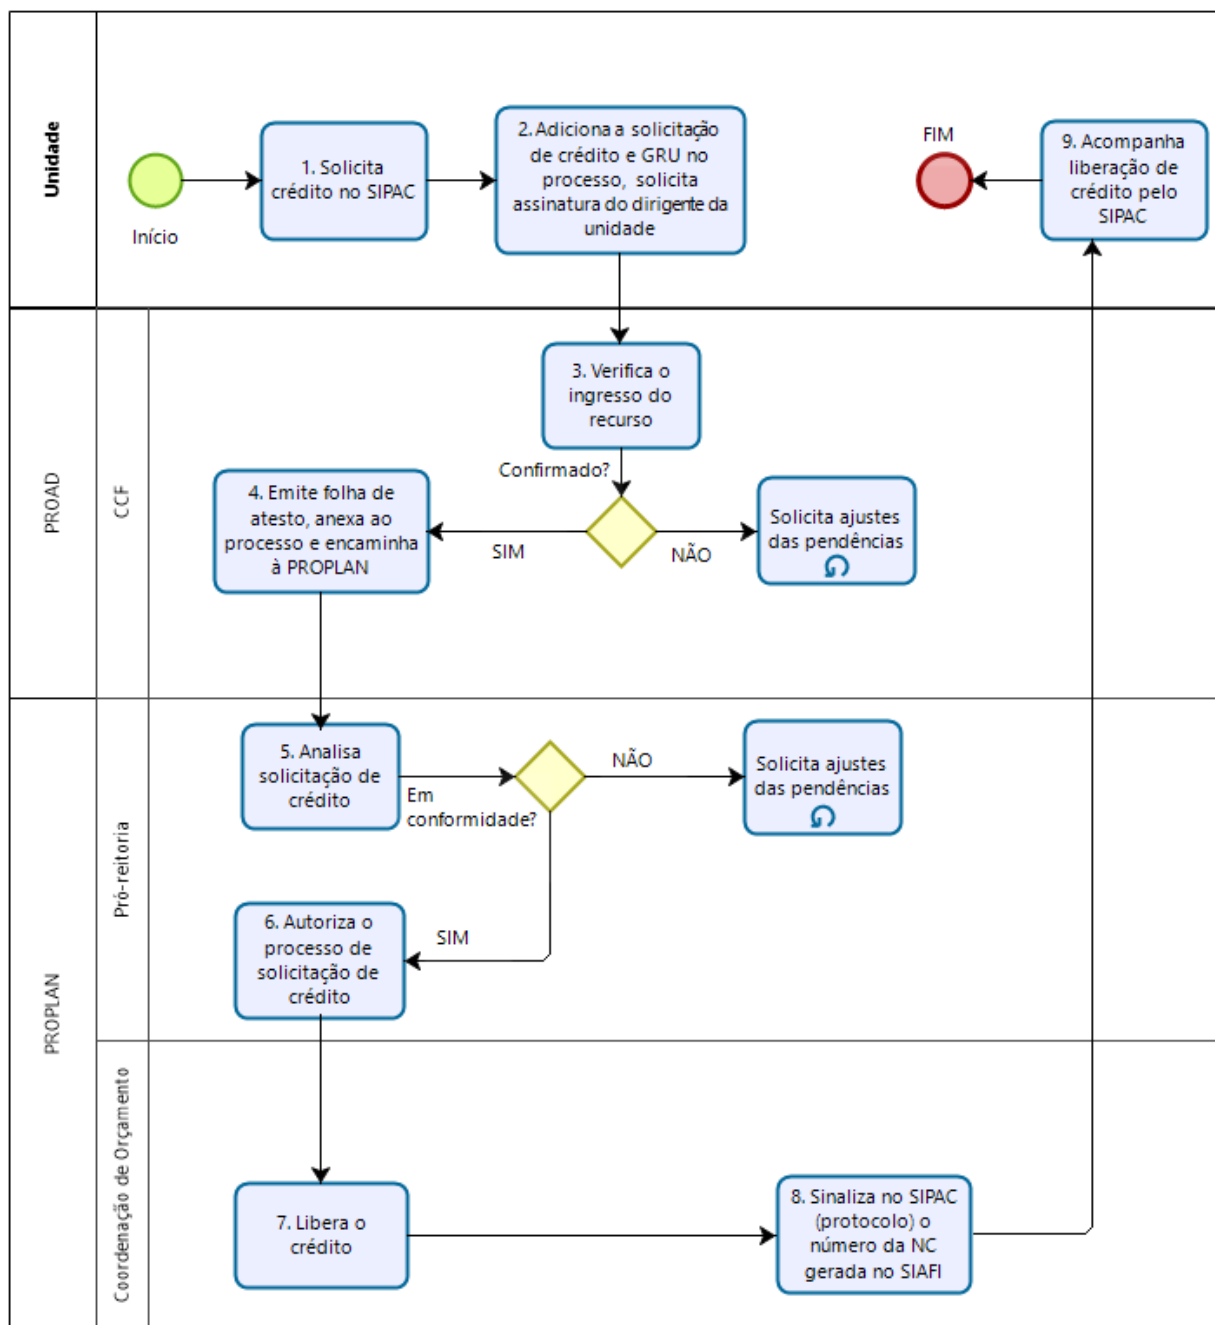 Unidade
Início
1. Solicita
crédito no SIPAC
2. Adiciona a solicitação
de crédito e GRU no
processo, solicita
assinatura do dirigente da
unidade
FIM
9. Acompanha
liberação de
crédito pelo
SIPAC
PROAD
CCF
3. Verifica o
ingresso do
recurso
Confirmado?
SIM
NÃO
4. Emite folha de
atesto, anexa ao
processo e encaminha
à PROPLAN
Solicita ajustes
das pendências
PROPLAN
Pró-reitoria
5. Analisa
solicitação de
crédito
Em
conformidade?
NÃO
Solicita ajustes
das pendências
SIM
6. Autoriza o
processo de
solicitação de
crédito
Coordenação de Orçamento
7. Libera o
crédito
8. Sinaliza no SIPAC
(protocolo) o
número da NC
gerada no SIAFI